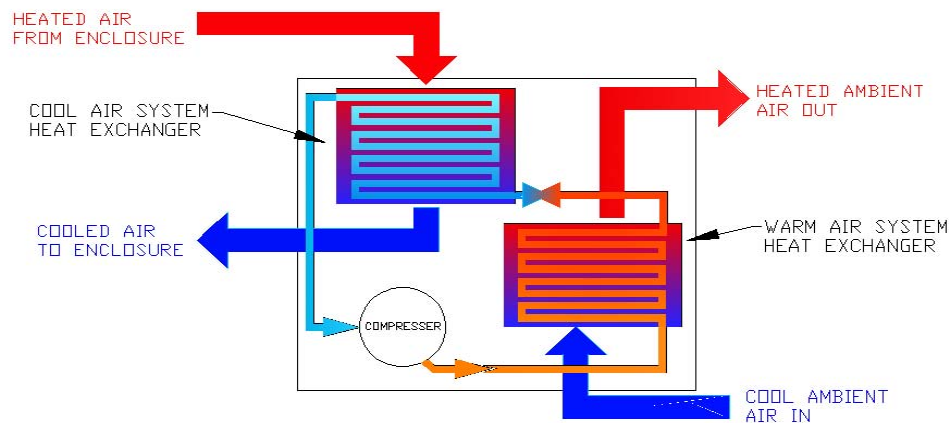 HEATED AIR
FROM ENCLOSURE
COOL AIR SYSTEM
HEAT EXCHANGER
HEATED AMBIENT
AIR OUT
COOLED AIR
TO ENCLOSURE
WARM AIR SYSTEM
HEAT EXCHANGER
COMPRESSER
COOL AMBIENT
AIR IN